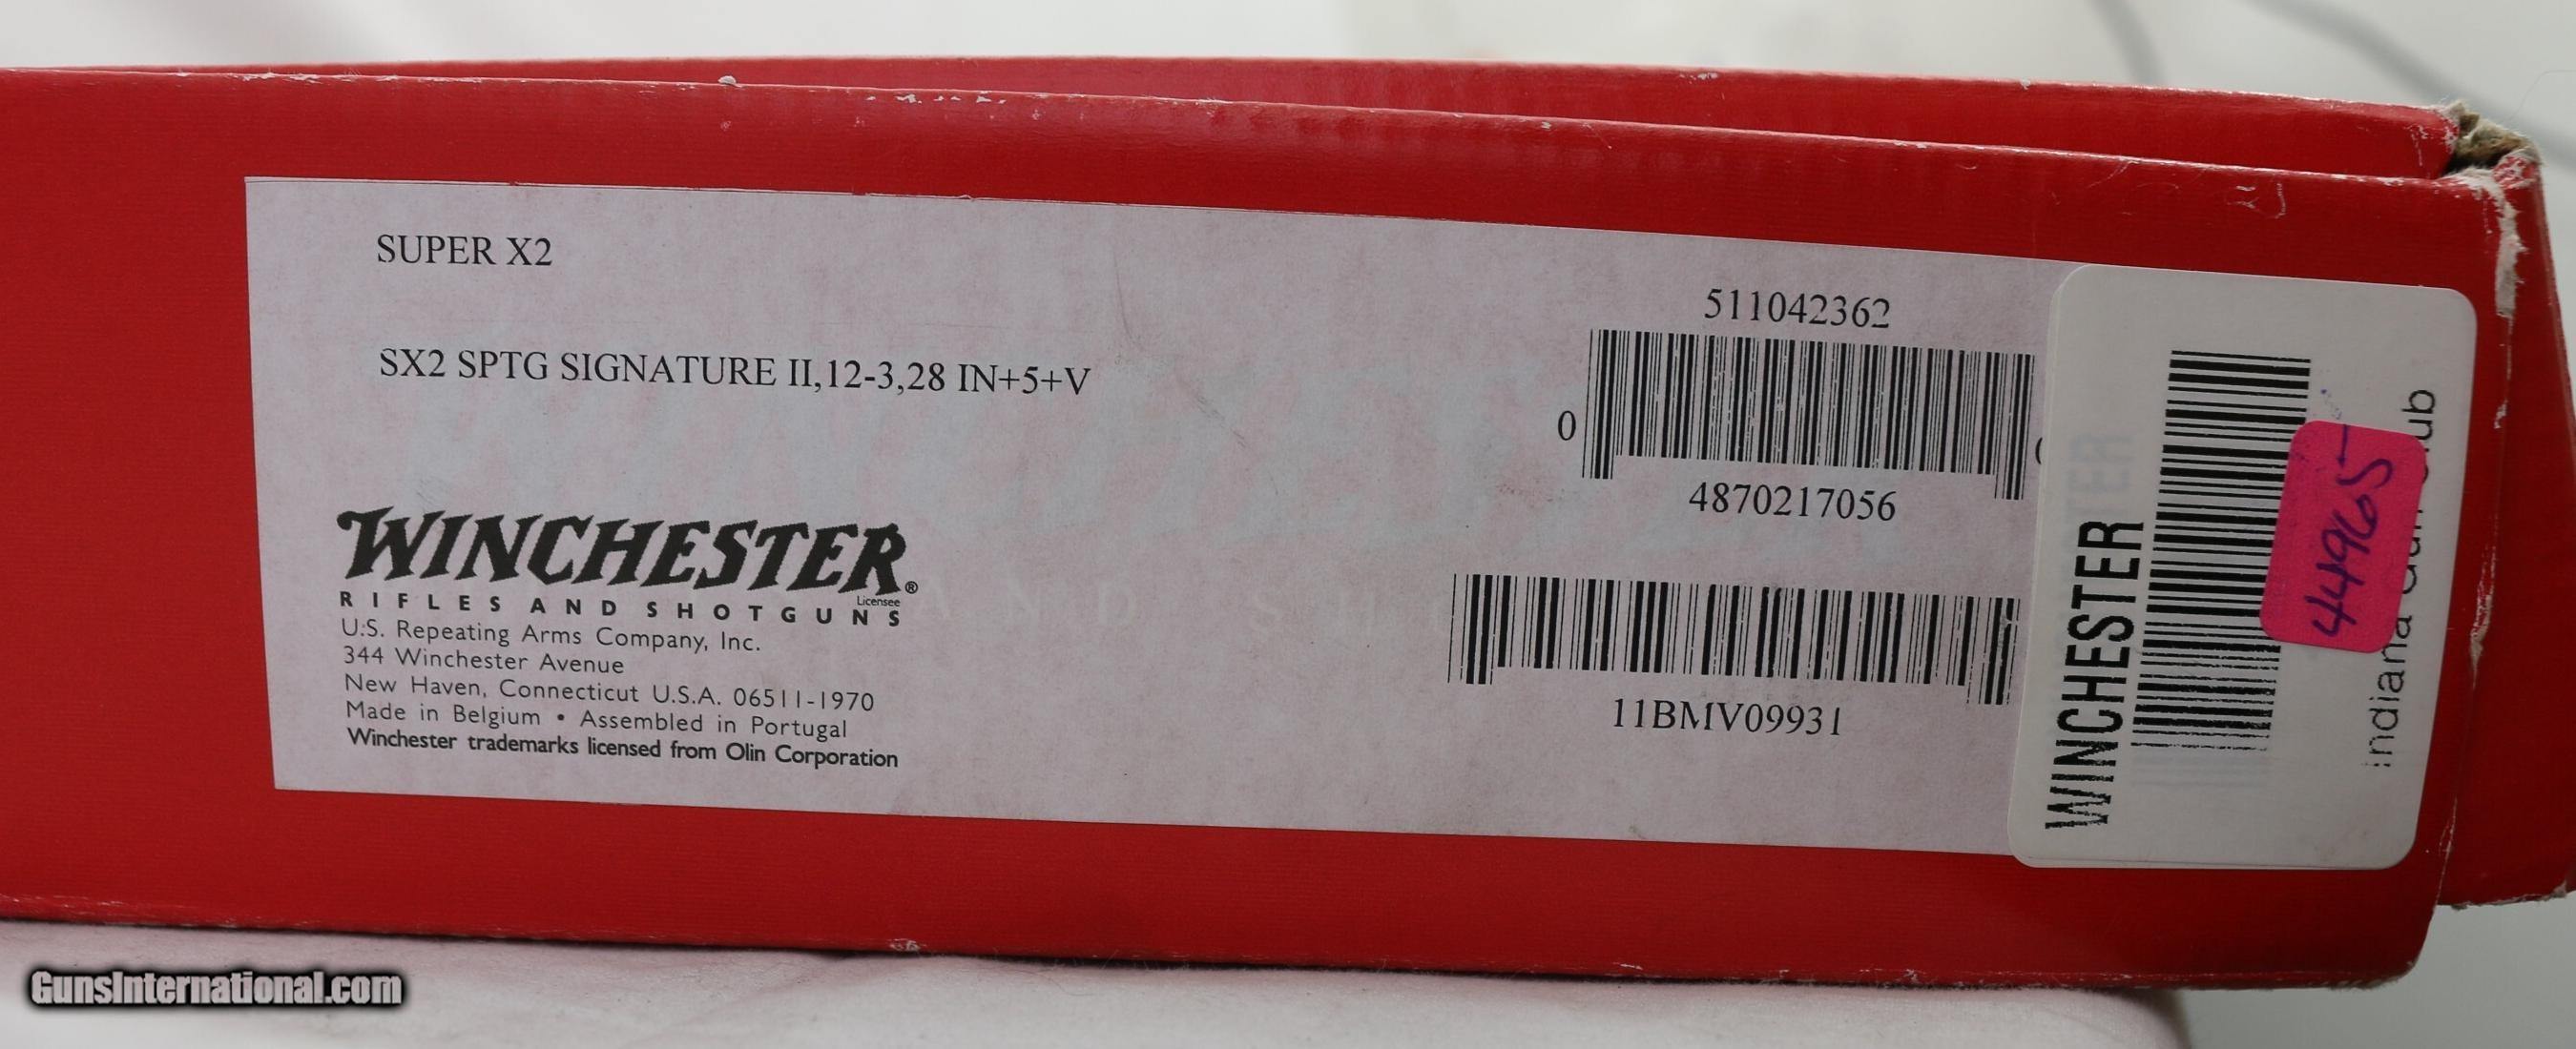 SUPER X2
SX2 SPTG SIGNATURE II,12-3,28 IN+5+V
WINCHESTER®
Licensee
RIFLES AND SHOTGUNS
U.S. Repeating Arms Company, Inc.
344 Winchester Avenue
New Haven, Connecticut U.S.A. 06511-1970
Made in Belgium • Assembled in Portugal
Winchester trademarks licensed from Olin Corporation
511042362
0
4870217056
11BMV09931
WINCHESTER
44965
indiana
GunsInternational.com